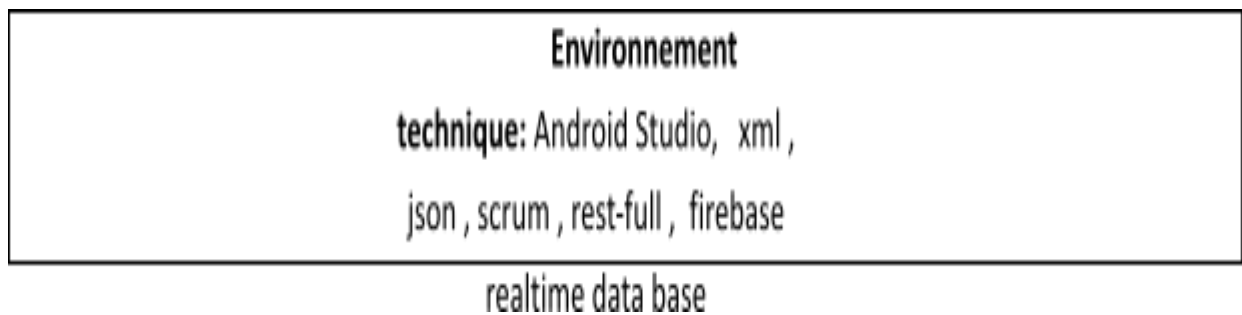 Environnement
technique: Android Studio, xml ,
json , scrum , rest-full , firebase
realtime data base